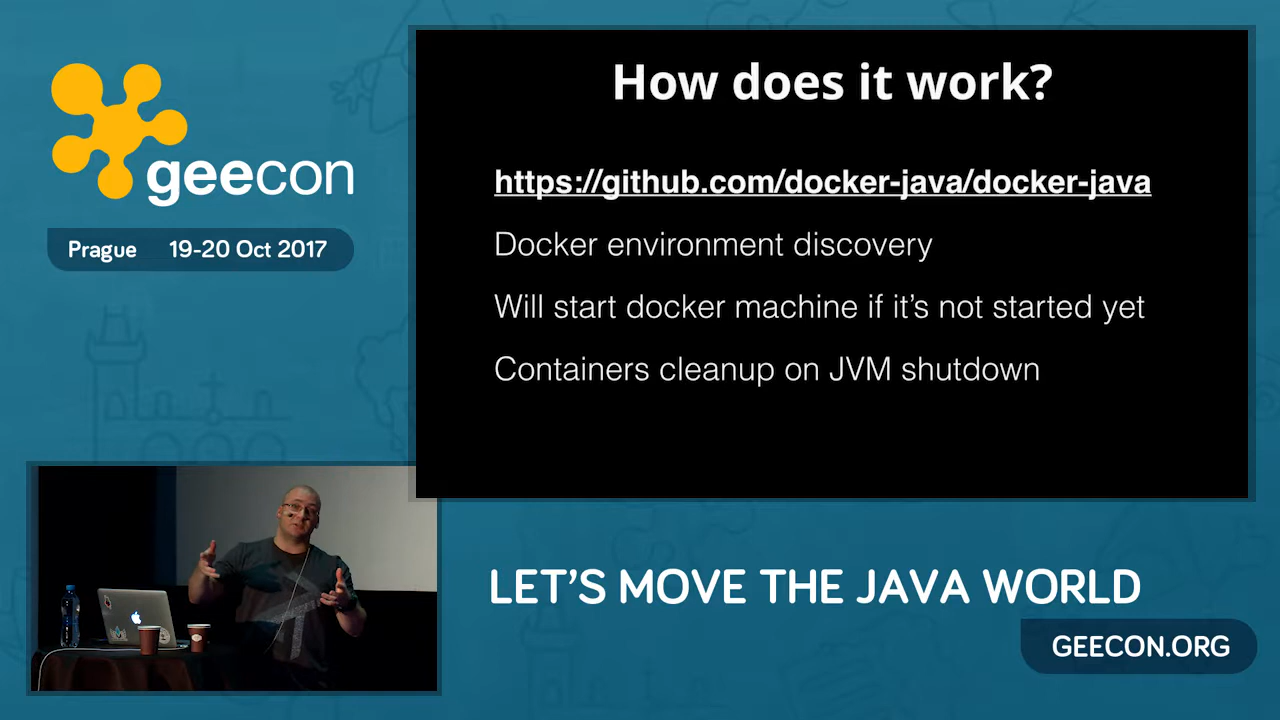 geecon
Prague 19-20 Oct 2017
How does it work?
https://github.com/docker-java/docker-java
Docker environment discovery
Will start docker machine if it’s not started yet
Containers cleanup on JVM shutdown
LET’S MOVE THE JAVA WORLD
GEECON.ORG